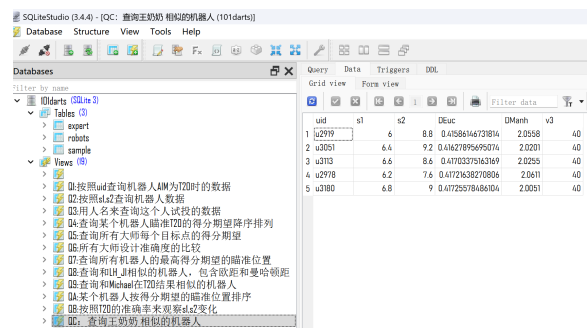 SQLiteStudio (3.4.4) - [QC：查询王奶奶 相似的机器人 (101darts)]
Database Structure View Tools Help
Databases
Filter by name
101darts (SQLite 3)
Tables (3)
expert
robots
sample
Views (19)
Q1:按照uid查询机器人AIM为T20时的数据
Q2:按照s1,s2查询机器人数据
Q3:用人名来查询这个人试投的数据
Q4:查询某个机器人瞄准T20的得分期望降序排列
Q5:查询所有大师每个目标点的得分期望
Q6:所有大师设计准确度的比较
Q7:查询所有机器人的最高得分期望的瞄准位置
Q8:查询和LH_JI相似的机器人，包含欧距和曼哈顿距
Q9:查询和Michael在T20结果相似的机器人
QA:某个机器人按得分期望的瞄准位置排序
QB:按照T20的准确率来观察s1,s2变化
QC：查询王奶奶 相似的机器人
Query Data Triggers DDL
Grid view Form view
1 Filter data
uid s1 s2 DEuc DManh v3
1 u2919 6 8.8 0.41586146731814 2.0558 40
2 u3051 6.4 9.2 0.41627895695074 2.0201 40
3 u3113 6.6 8.6 0.41703375163169 2.0255 40
4 u2978 6.2 7.6 0.41721638270806 2.0611 40
5 u3180 6.8 9 0.41725578486104 2.0051 40